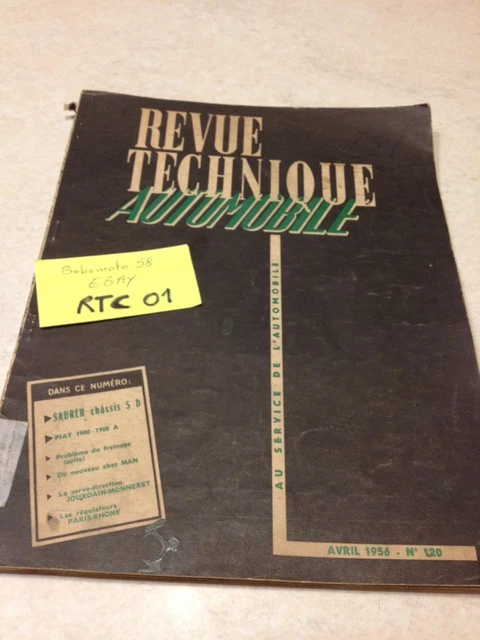 REVUE
TECHNIQUE
AUTOMOBILE
Bebemoto 58
EBAY
RTC 01
AU SERVICE DE L'AUTOMOBILE
DANS CE NUMÉRO:
SAURER châssis 5 D
FIAT 1900-1900 A
Problème du freinage
(suite)
Du nouveau chez MAN
La servo-direction
JOURDAIN-MONNERET
Les régulateurs
PARIS-RHONE
AVRIL 1956 - N° 120